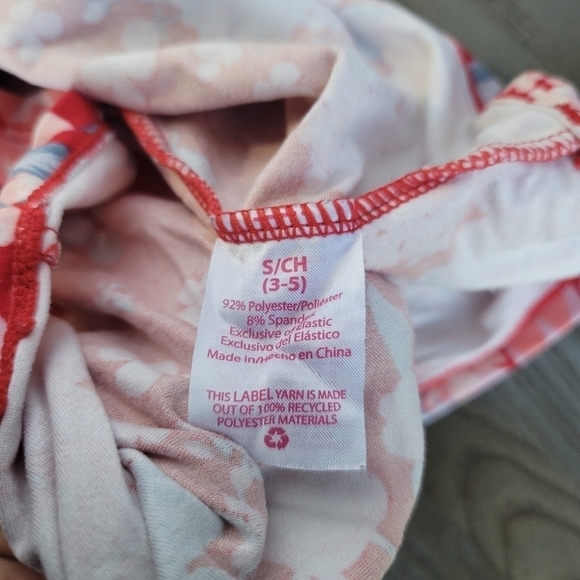 S/CH
(3-5)
92% Polyester/Poliéster
8% Spandex
Exclusive of Elastic
Exclusivo del Elástico
Made in/Hecho en China
THIS LABEL YARN IS MADE
OUT OF 100% RECYCLED
POLYESTER MATERIALS